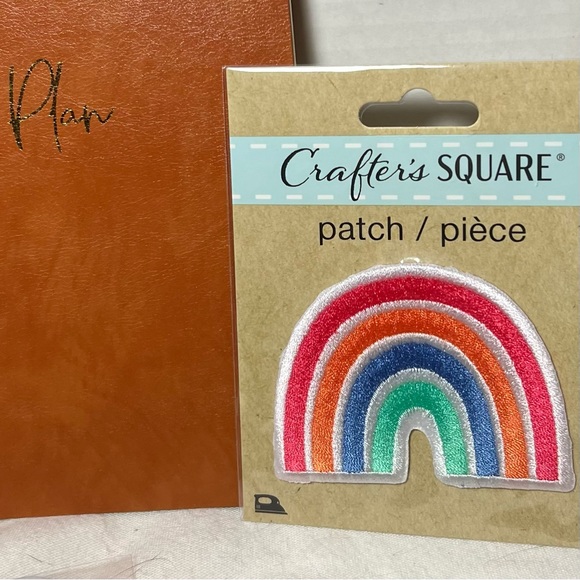 Plan
Crafter's SQUARE®
patch / pièce